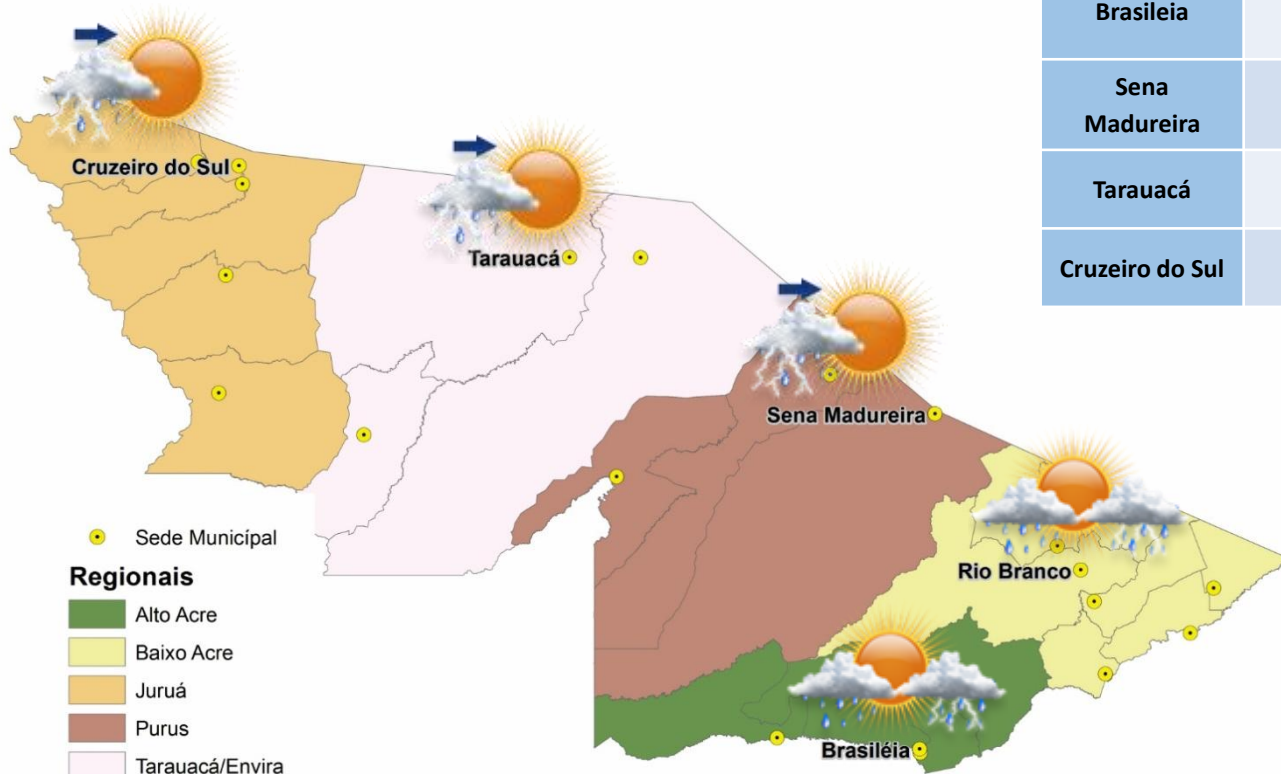 Brasileia
Sena
Madureira
Tarauacá
Cruzeiro do Sul
Cruzeiro do Sul
Tarauacá
Sena Madureira
Rio Branco
Brasiléia
Sede Municípal
Regionais
Alto Acre
Baixo Acre
Juruá
Purus
Tarauacá/Envira